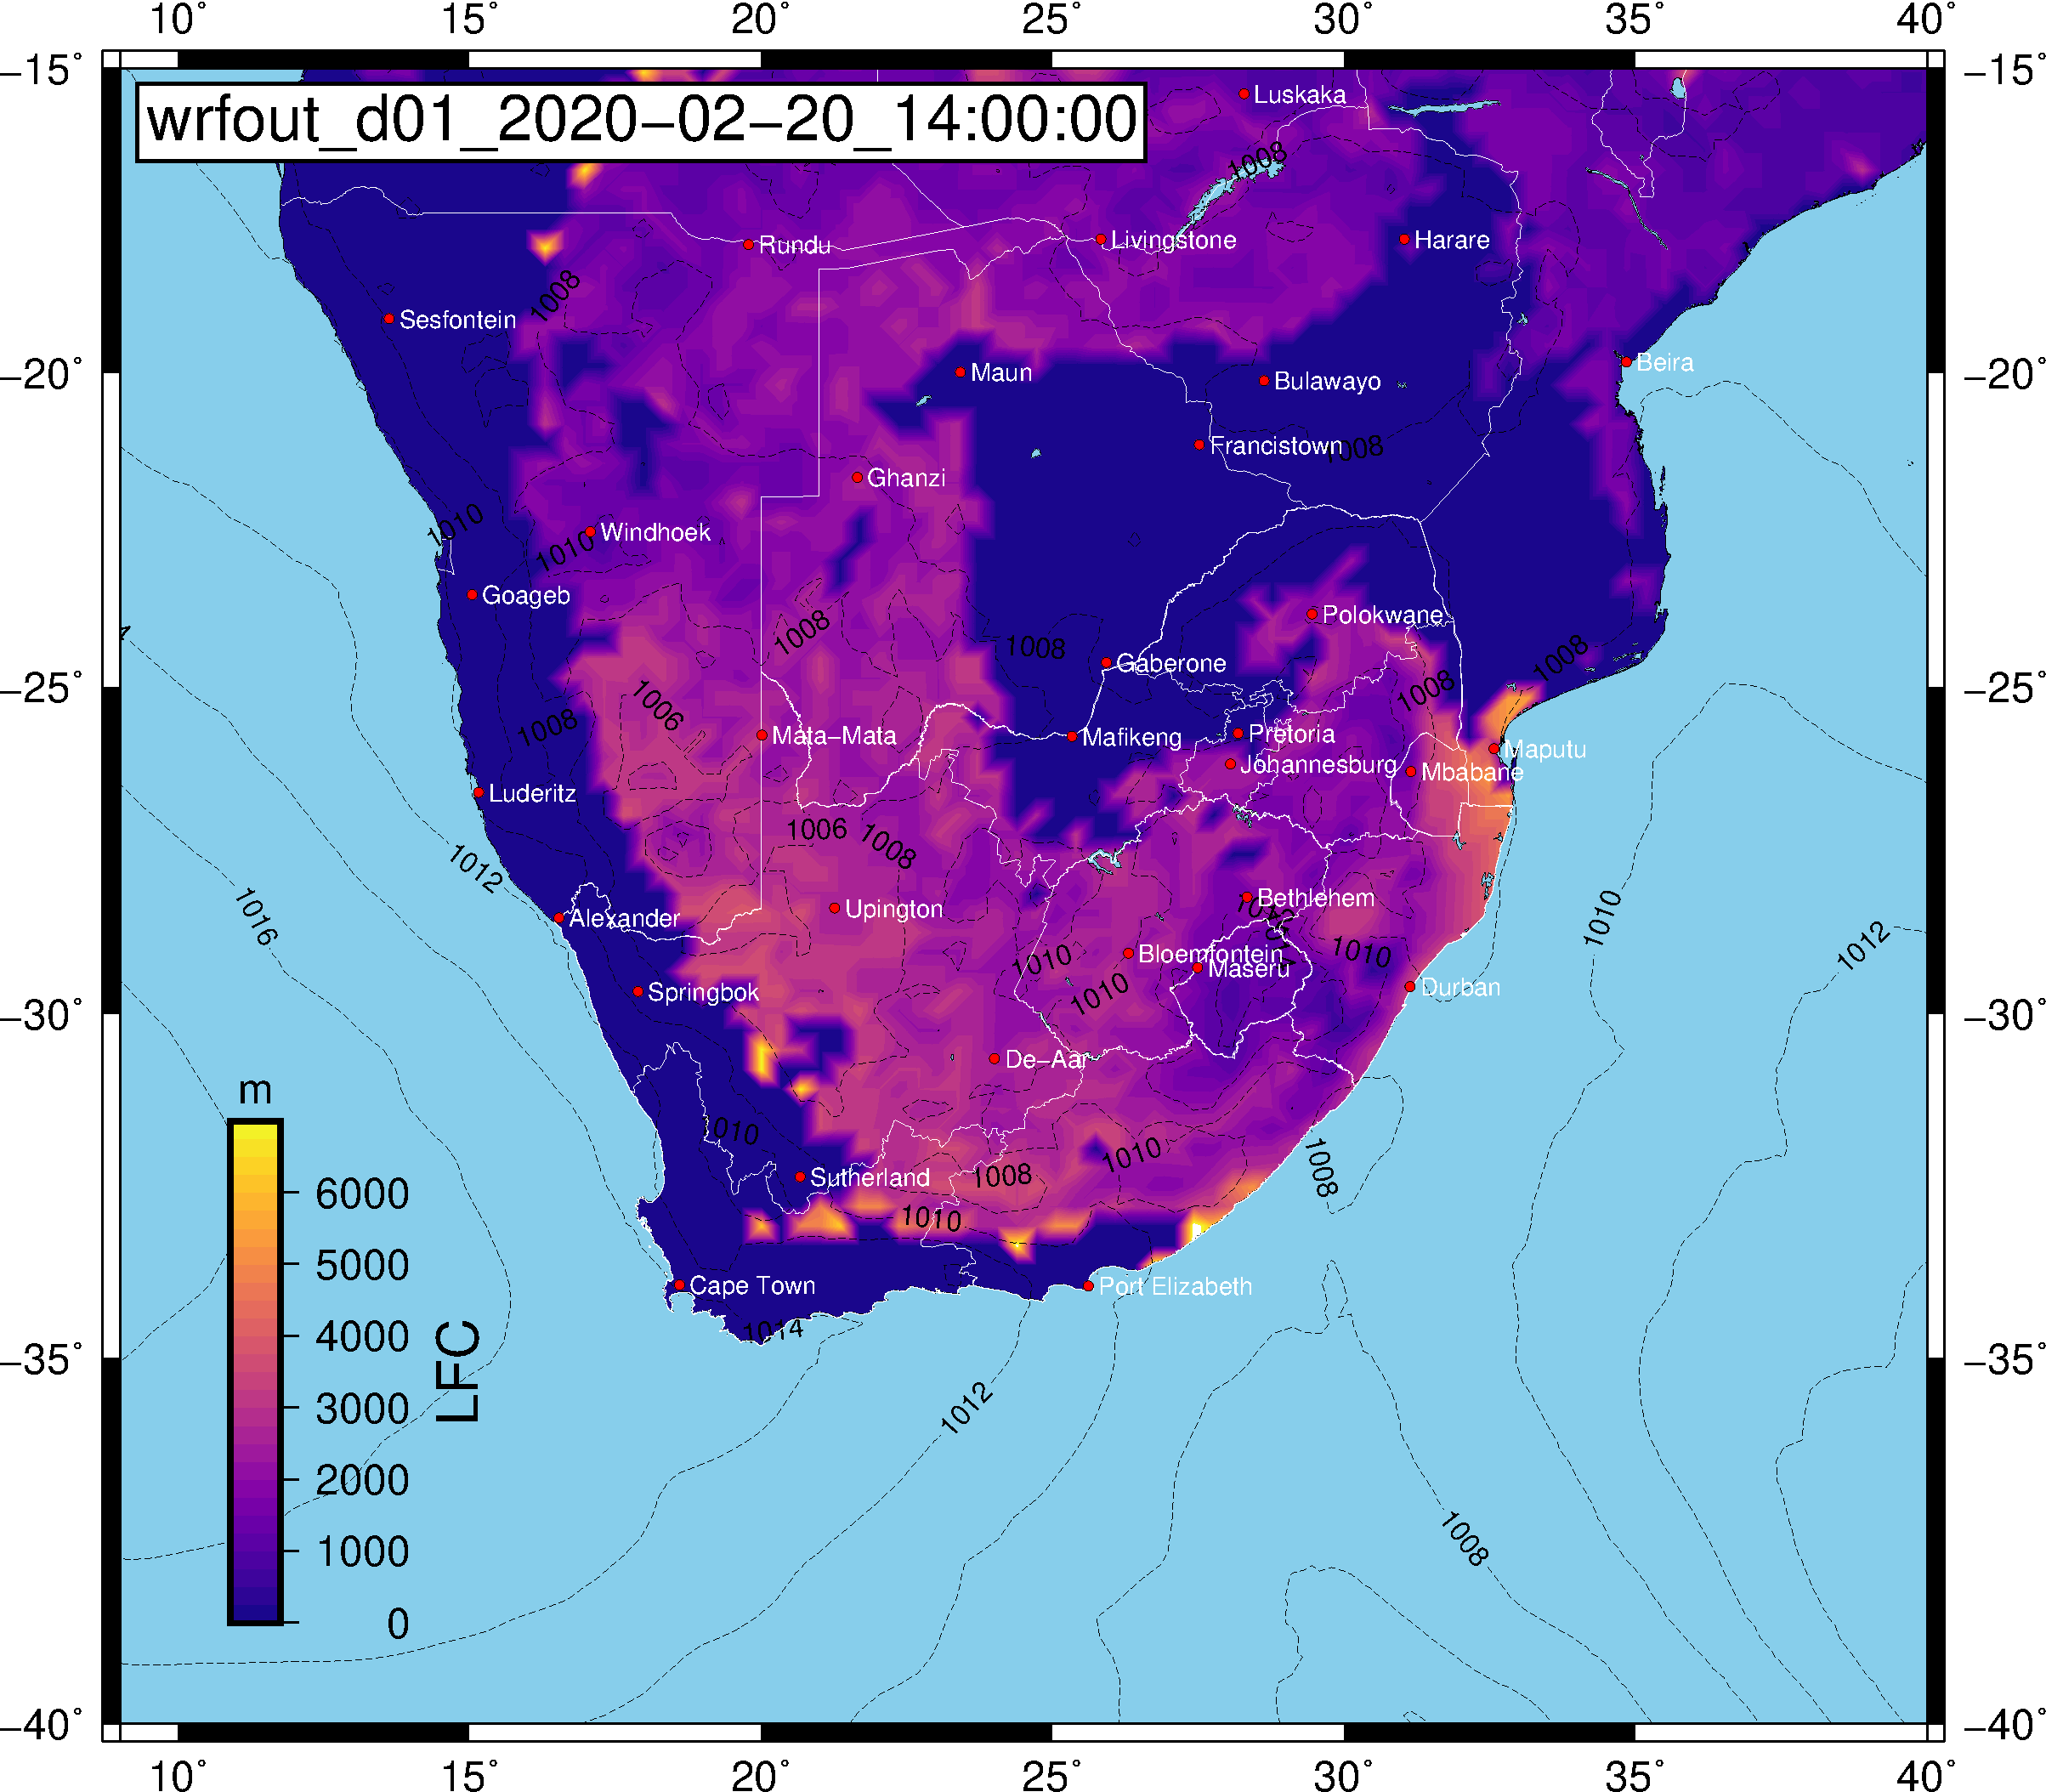 10° 15° 20° 25° 30° 35° 40°
−15° −15°
wrfout_d01_2020−02−20_14:00:00
Luskaka
1008
Rundu
Livingstone
Harare
1008
Sesfontein
−20° −20°
Beira
Maun
Bulawayo
Francistown
1008
Ghanzi
1010
Windhoek
1010
Goageb
Polokwane
1008
1008
1008
Gaberone
−25° −25°
1008
1006
1008
Mata−Mata
Mafikeng
Pretoria
Maputu
Johannesburg
Mbabane
Luderitz
1006
1008
1012
Bethlehem
1016
Alexander
Upington
1010
1012
1010
1010
Bloemfontein
Maseru
Durban
1010
Springbok
−30° −30°
De−Aar
m
1010
1010
1008
1008
Sutherland
6000
1010
5000
Cape Town
Port Elizabeth
1014
4000
LFC
−35° −35°
3000
1012
2000
1008
1000
0
−40° −40°
10° 15° 20° 25° 30° 35° 40°